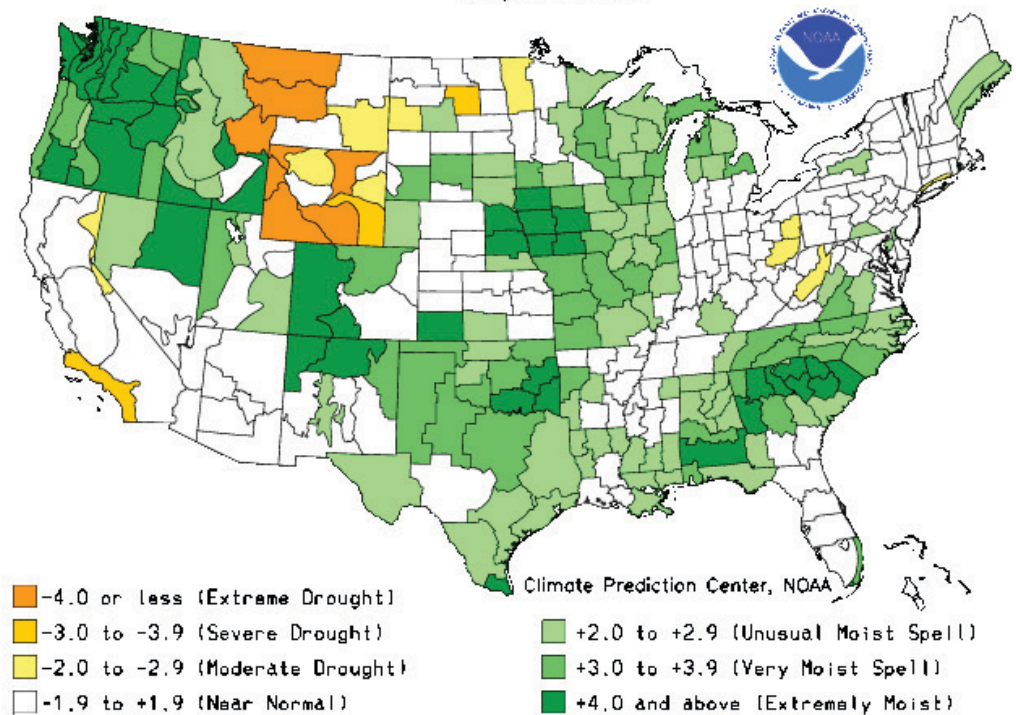 NOAA
Climate Prediction Center, NOAA
-4.0 or less (Extreme Drought)
-3.0 to -3.9 (Severe Drought)
-2.0 to -2.9 (Moderate Drought)
-1.9 to +1.9 (Near Normal)
+2.0 to +2.9 (Unusual Moist Spell)
+3.0 to +3.9 (Very Moist Spell)
+4.0 and above (Extremely Moist)